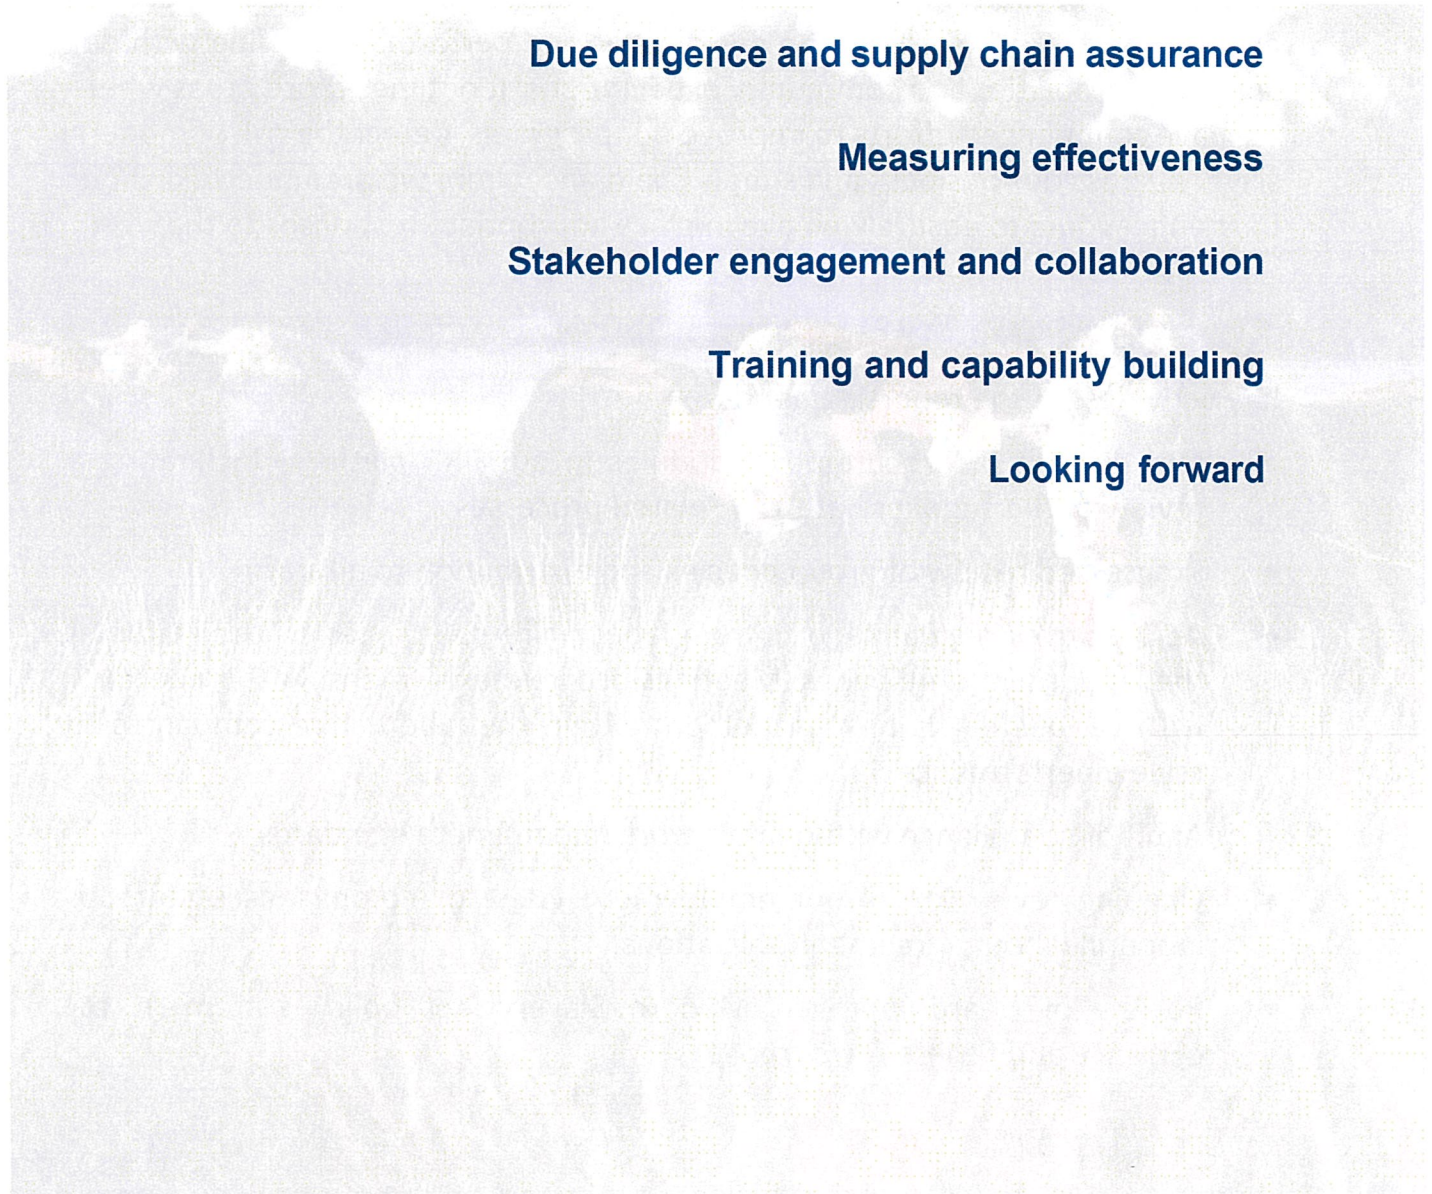 Due diligence and supply chain assurance
Measuring effectiveness
Stakeholder engagement and collaboration
Training and capability building
Looking forward